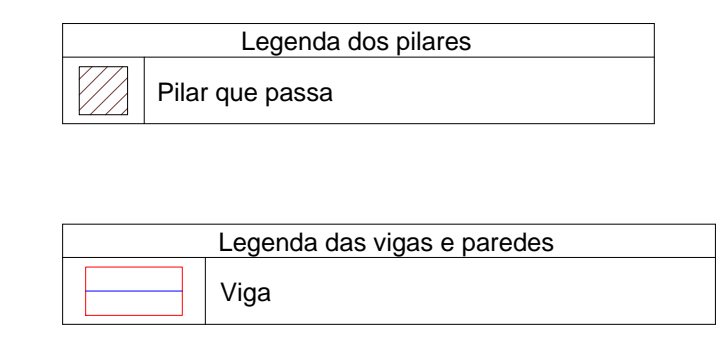 Legenda dos pilares
Pilar que passa
Legenda das vigas e paredes
Viga